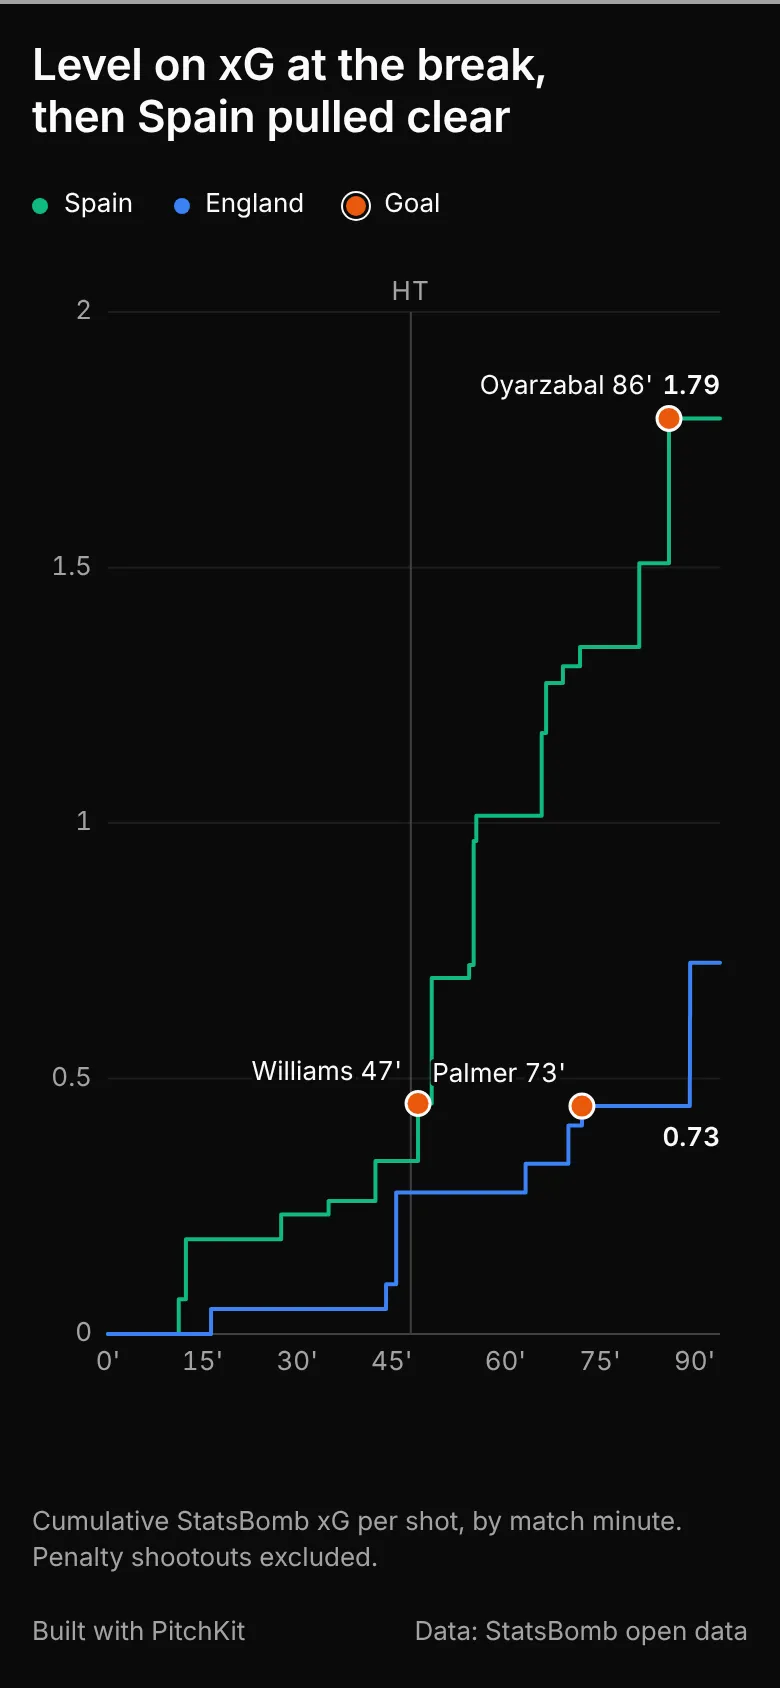 Level on xG at the break,
then Spain pulled clear
Spain England Goal
HT
2
Oyarzabal 86' 1.79
1.5
1
0.5
Williams 47' Palmer 73'
0.73
0
0' 15' 30' 45' 60' 75' 90'
Cumulative StatsBomb xG per shot, by match minute.
Penalty shootouts excluded.
Built with PitchKit
Data: StatsBomb open data